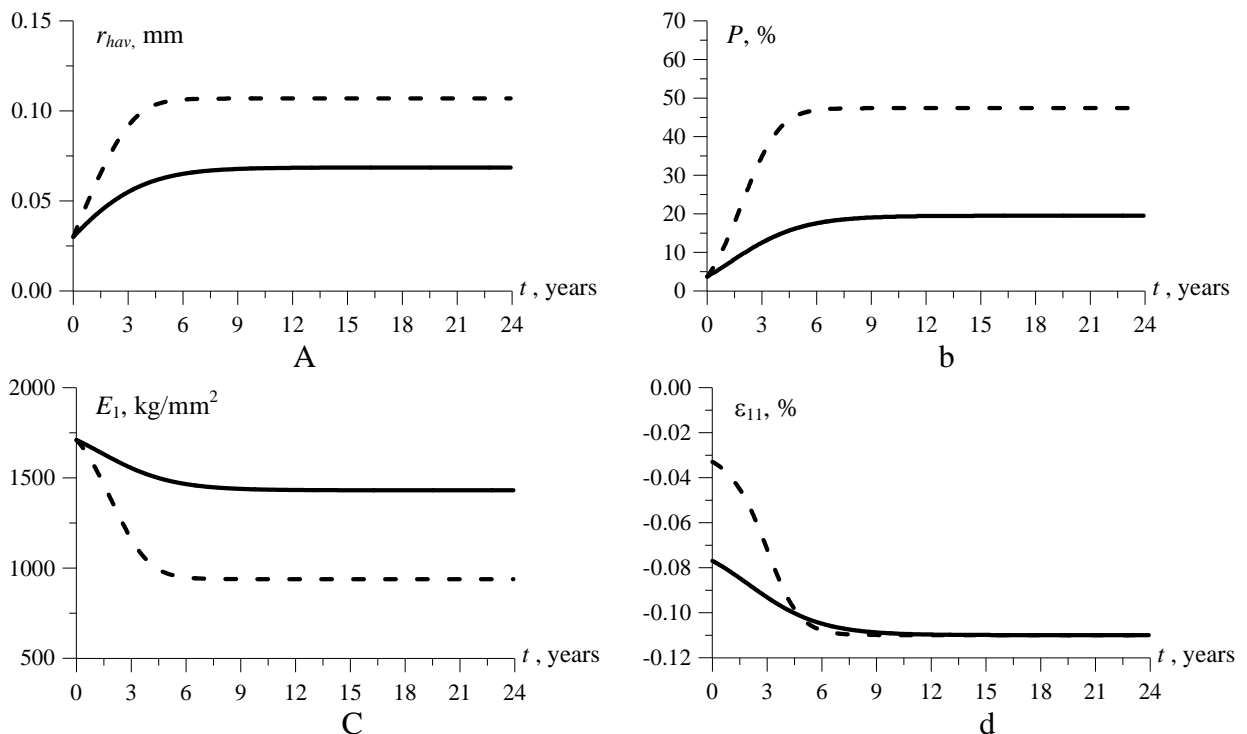 0.15
r_hav, mm
0.10
0.05
0.00
0 3 6 9 12 15 18 21 24
t , years
A
70
P, %
60
50
40
30
20
10
0
0 3 6 9 12 15 18 21 24
t , years
b
2000
E₁, kg/mm²
1500
1000
500
0 3 6 9 12 15 18 21 24
t , years
C
0.00
ε₁₁, %
-0.02
-0.04
-0.06
-0.08
-0.10
-0.12
0 3 6 9 12 15 18 21 24
t , years
d